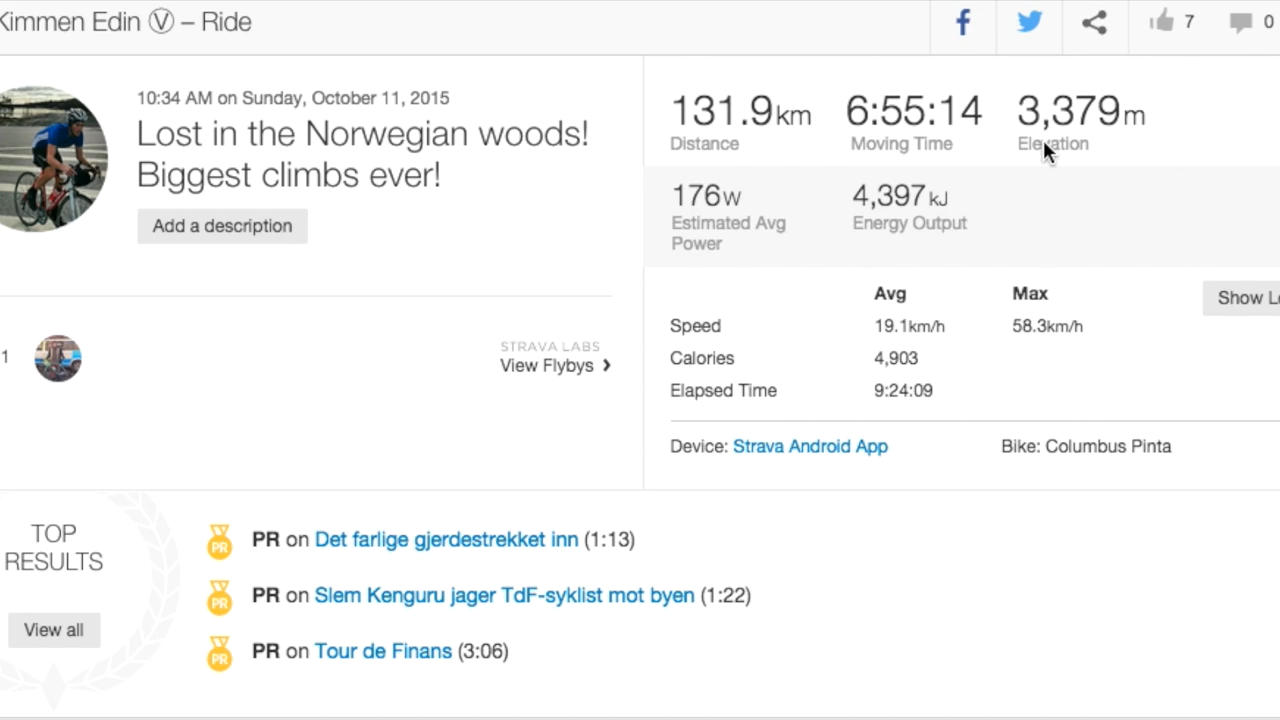 Kimmen Edin Ⓥ – Ride
7
0
10:34 AM on Sunday, October 11, 2015
Lost in the Norwegian woods!
Biggest climbs ever!
Add a description
1
STRAVA LABS
View Flybys
131.9km
6:55:14
3,379m
Distance
Moving Time
Elevation
176W
4,397kJ
Estimated Avg
Power
Energy Output
Avg
Max
Show
Speed
19.1km/h
58.3km/h
Calories
4,903
Elapsed Time
9:24:09
Device: Strava Android App
Bike: Columbus Pinta
TOP
RESULTS
View all
PR
PR on Det farlige gjerdestrekket inn (1:13)
PR
PR on Slem Kenguru jager TdF-syklist mot byen (1:22)
PR
PR on Tour de Finans (3:06)